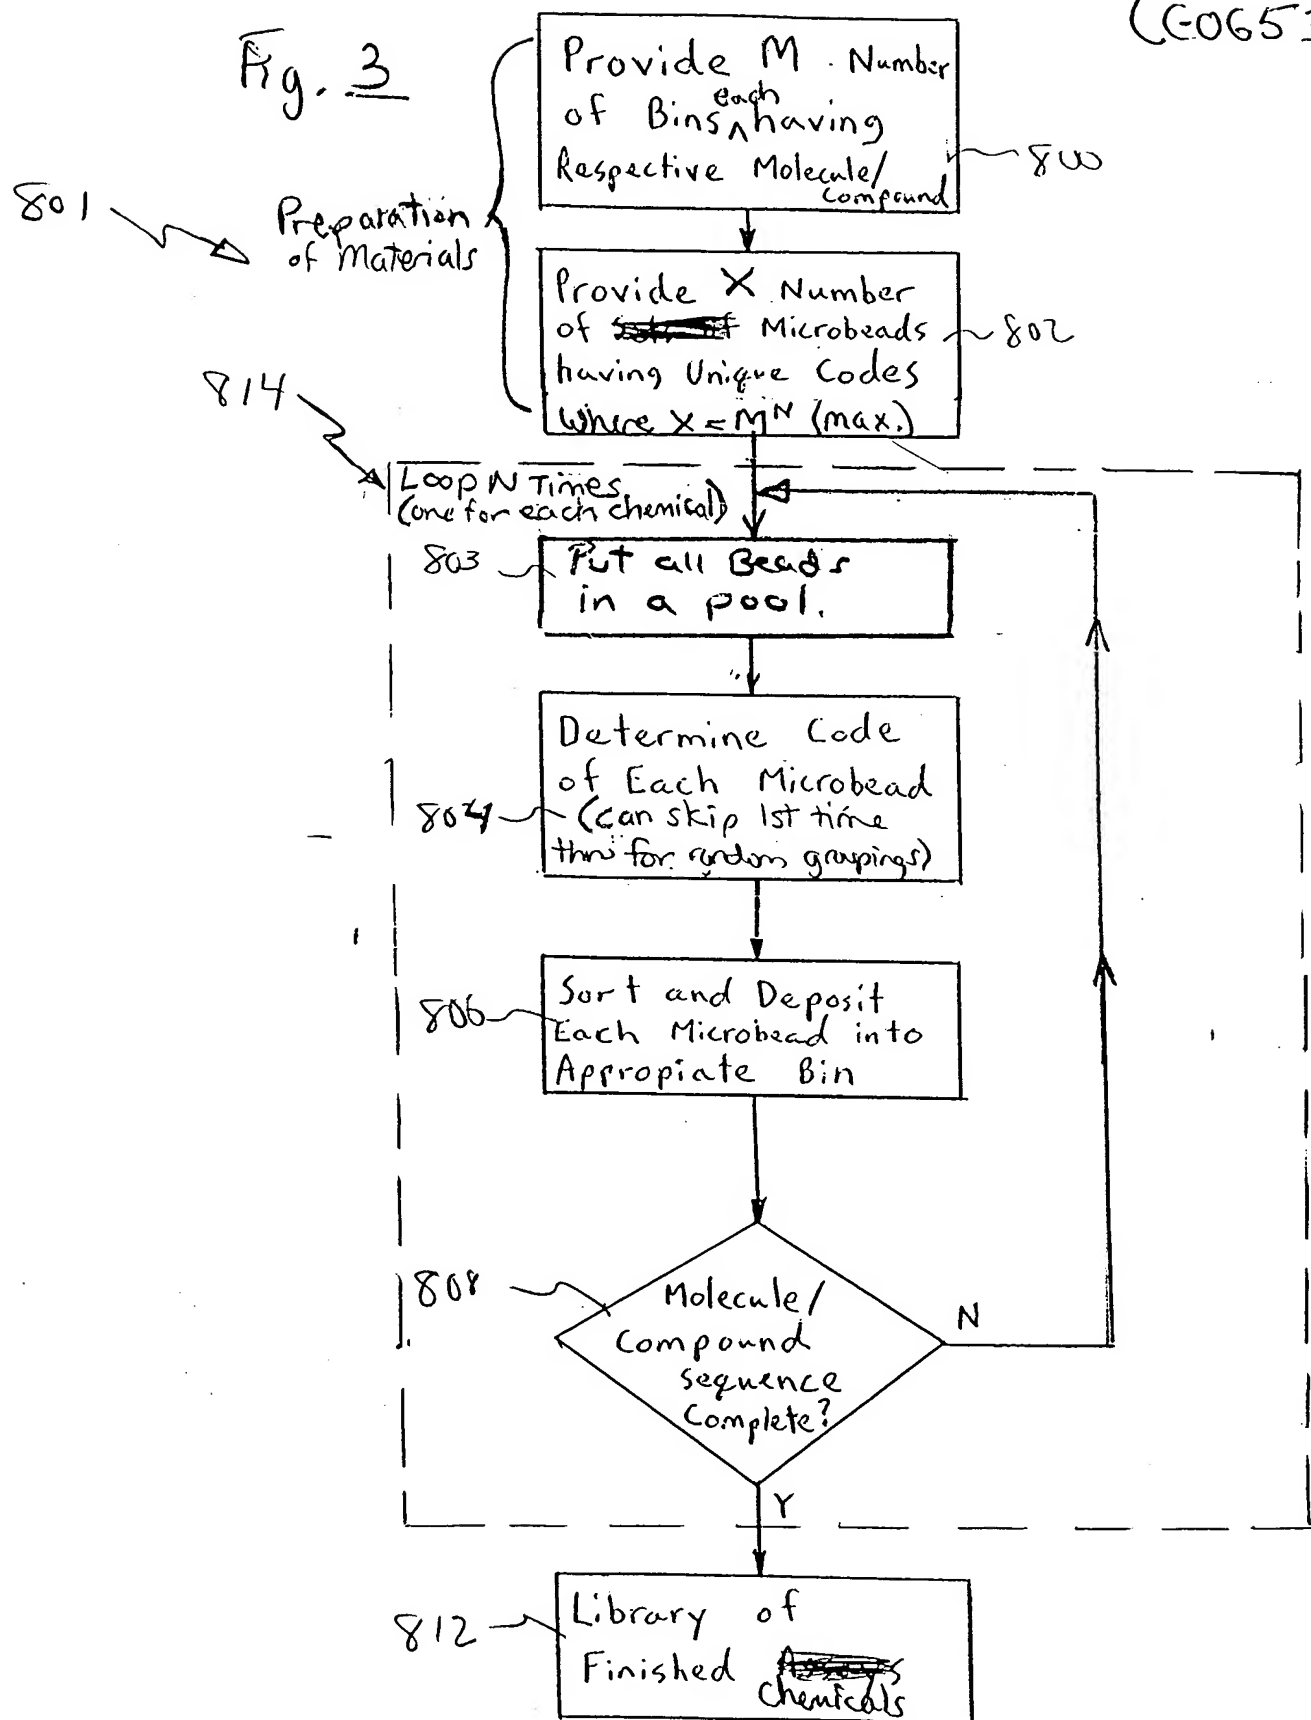 Fig. 3
(CE0653
Provide M Number
of Bins each having
Respective Molecule/
Compound
800
801
Preparation
of Materials
Provide X Number
of Microbeads
having Unique Codes
Where X = M^N (max.)
802
814
Loop N Times
(one for each chemical)
803
Put all Beads
in a pool.
Determine Code
of Each Microbead
(can skip 1st time
thru for random groupings)
804
806
Sort and Deposit
Each Microbead into
Appropiate Bin
808
Molecule/
Compound
sequence
Complete?
N
Y
812
Library of
Finished
Chemicals